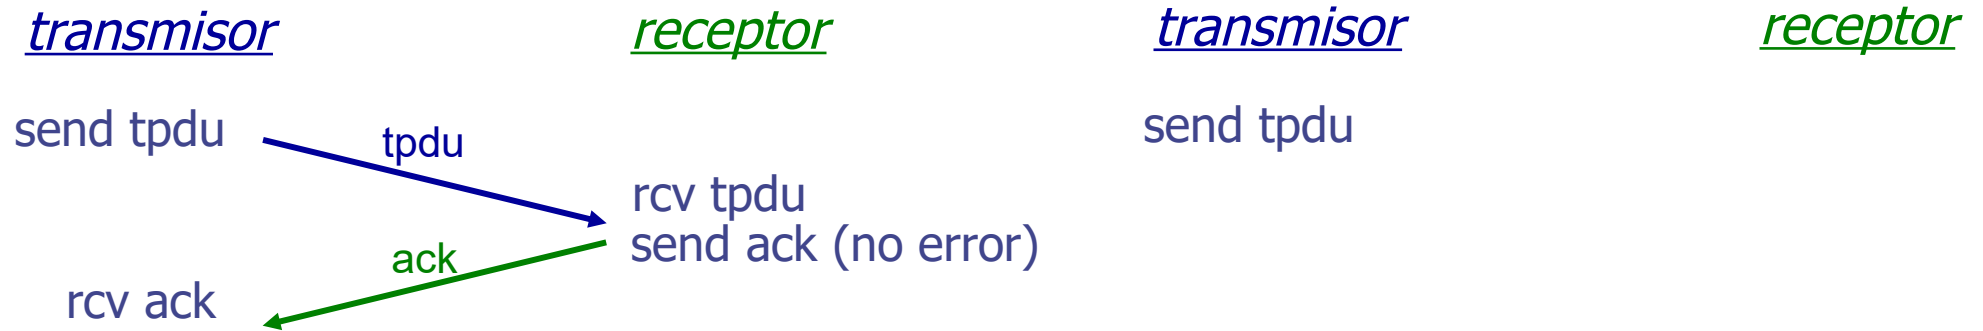 transmisor
receptor
send tpdu
tpdu
rcv tpdu
send ack (no error)
ack
rcv ack
transmisor
receptor
send tpdu